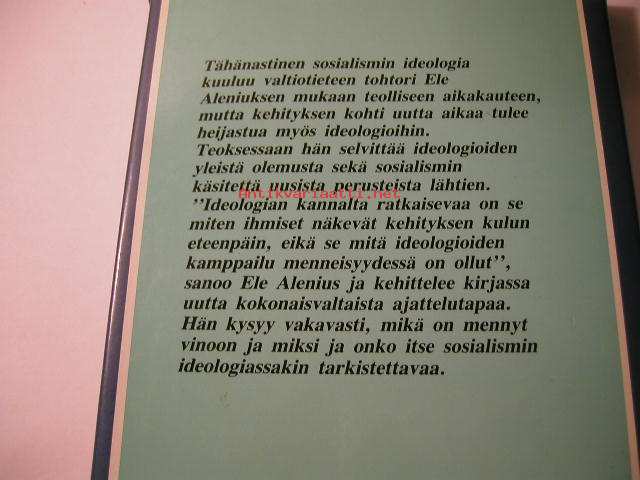 Tähänastinen sosialismin ideologia
kuuluu valtiotieteen tohtori Ele
Aleniuksen mukaan teolliseen aikakauteen,
mutta kehityksen kohti uutta aikaa tulee
heijastua myös ideologioihin.
Teoksessaan hän selvittää ideologioiden
yleistä olemusta sekä sosialismin
käsitettä uusista perusteista lähtien.
Antikvariaatti.net
"Ideologian kannalta ratkaisevaa on se
miten ihmiset näkevät kehityksen kulun
eteenpäin, eikä se mitä ideologioiden
kamppailu menneisyydessä on ollut",
sanoo Ele Alenius ja kehittelee kirjassa
uutta kokonaisvaltaista ajattelutapaa.
Hän kysyy vakavasti, mikä on mennyt
vinoon ja miksi ja onko itse sosialismin
ideologiassakin tarkistettavaa.